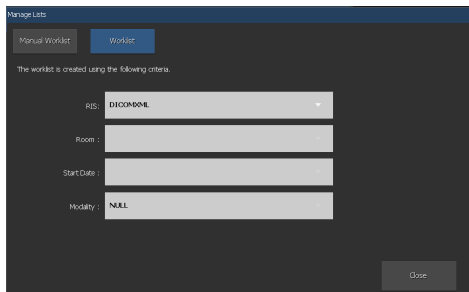 Manage Lists
Manual Worklist
Worklist
The worklist is created using the following criteria.
RIS: DICOMXML
Room :
Start Date :
Modality : NULL
Close